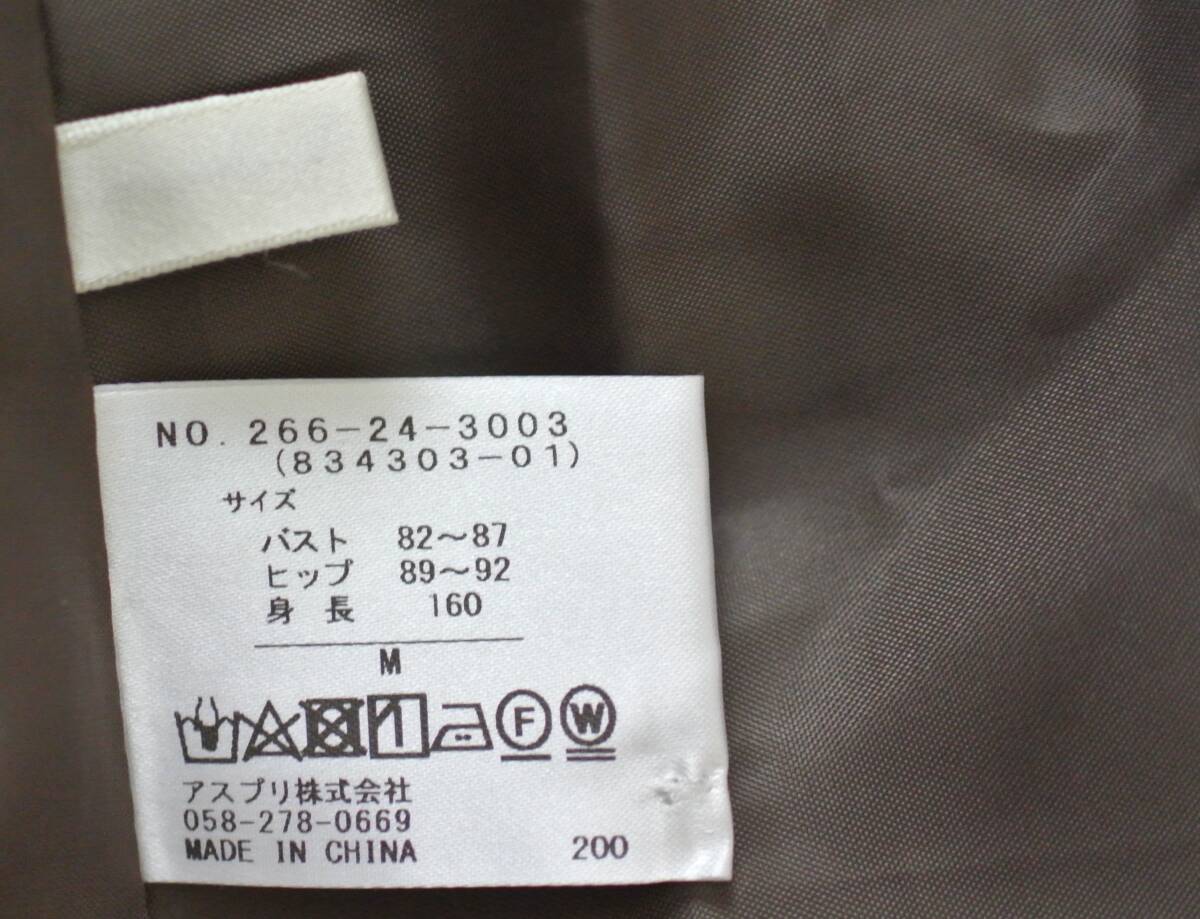 NO. 266-24-3003
(834303-01)
サイズ
バスト 82～87
ヒップ 89～92
身長 160
M
F W
アスプリ株式会社
058-278-0669
MADE IN CHINA 200